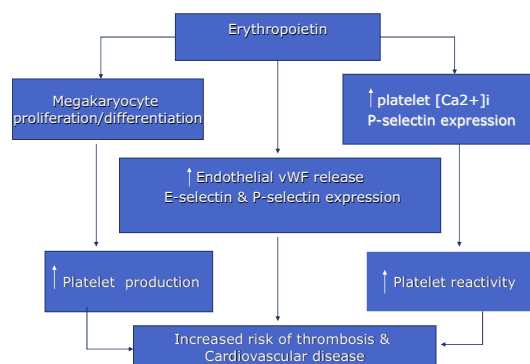 Erythropoietin
Megakaryocyte
proliferation/differentiation
↑ platelet [Ca2+]i
P-selectin expression
↑ Endothelial vWF release
E-selectin & P-selectin expression
↑ Platelet production
↑ Platelet reactivity
Increased risk of thrombosis &
Cardiovascular disease